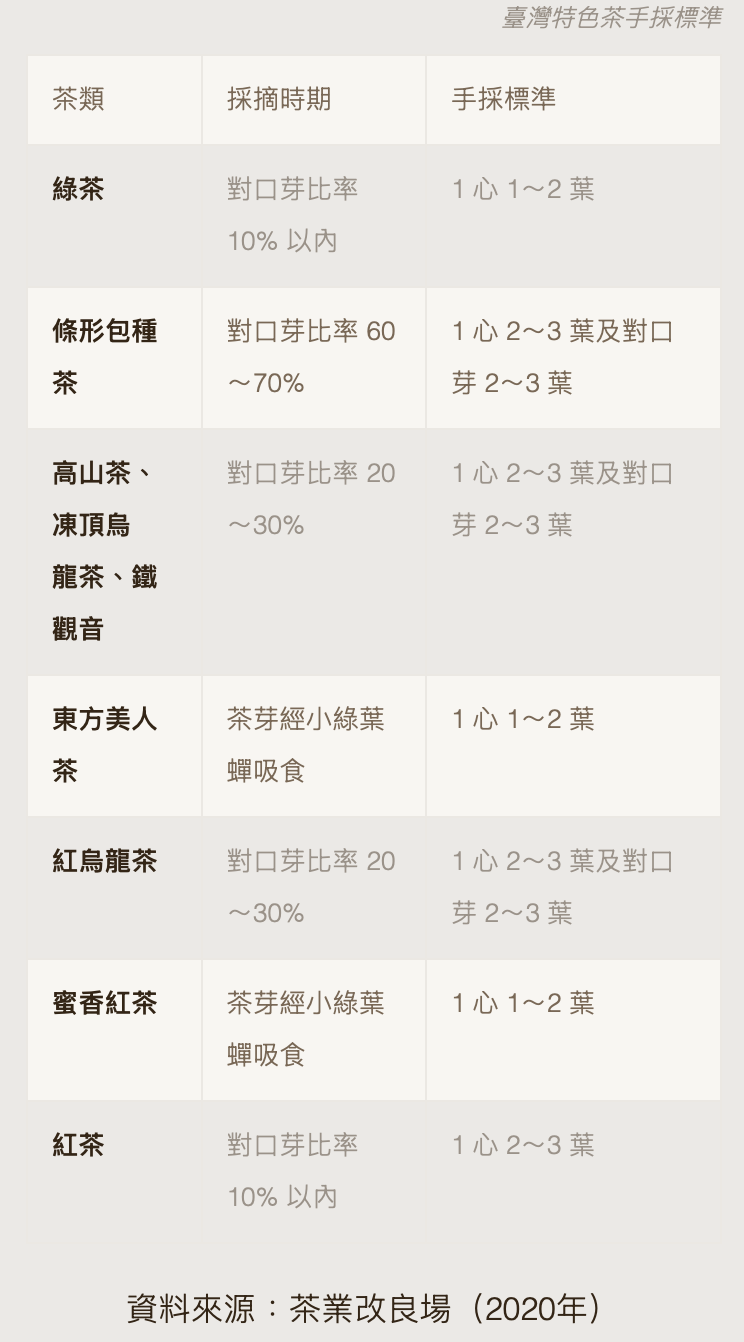 臺灣特色茶手採標準
茶類 採摘時期 手採標準
綠茶 對口芽比率 1 心 1～2 葉
10% 以內
條形包種 對口芽比率 60 1 心 2～3 葉及對口
茶 ～70% 芽 2～3 葉
高山茶、 對口芽比率 20 1 心 2～3 葉及對口
凍頂烏 ～30% 芽 2～3 葉
龍茶、鐵
觀音
東方美人 茶芽經小綠葉 1 心 1～2 葉
茶 蟬吸食
紅烏龍茶 對口芽比率 20 1 心 2～3 葉及對口
～30% 芽 2～3 葉
蜜香紅茶 茶芽經小綠葉 1 心 1～2 葉
蟬吸食
紅茶 對口芽比率 1 心 2～3 葉
10% 以內
資料來源：茶業改良場（2020年）